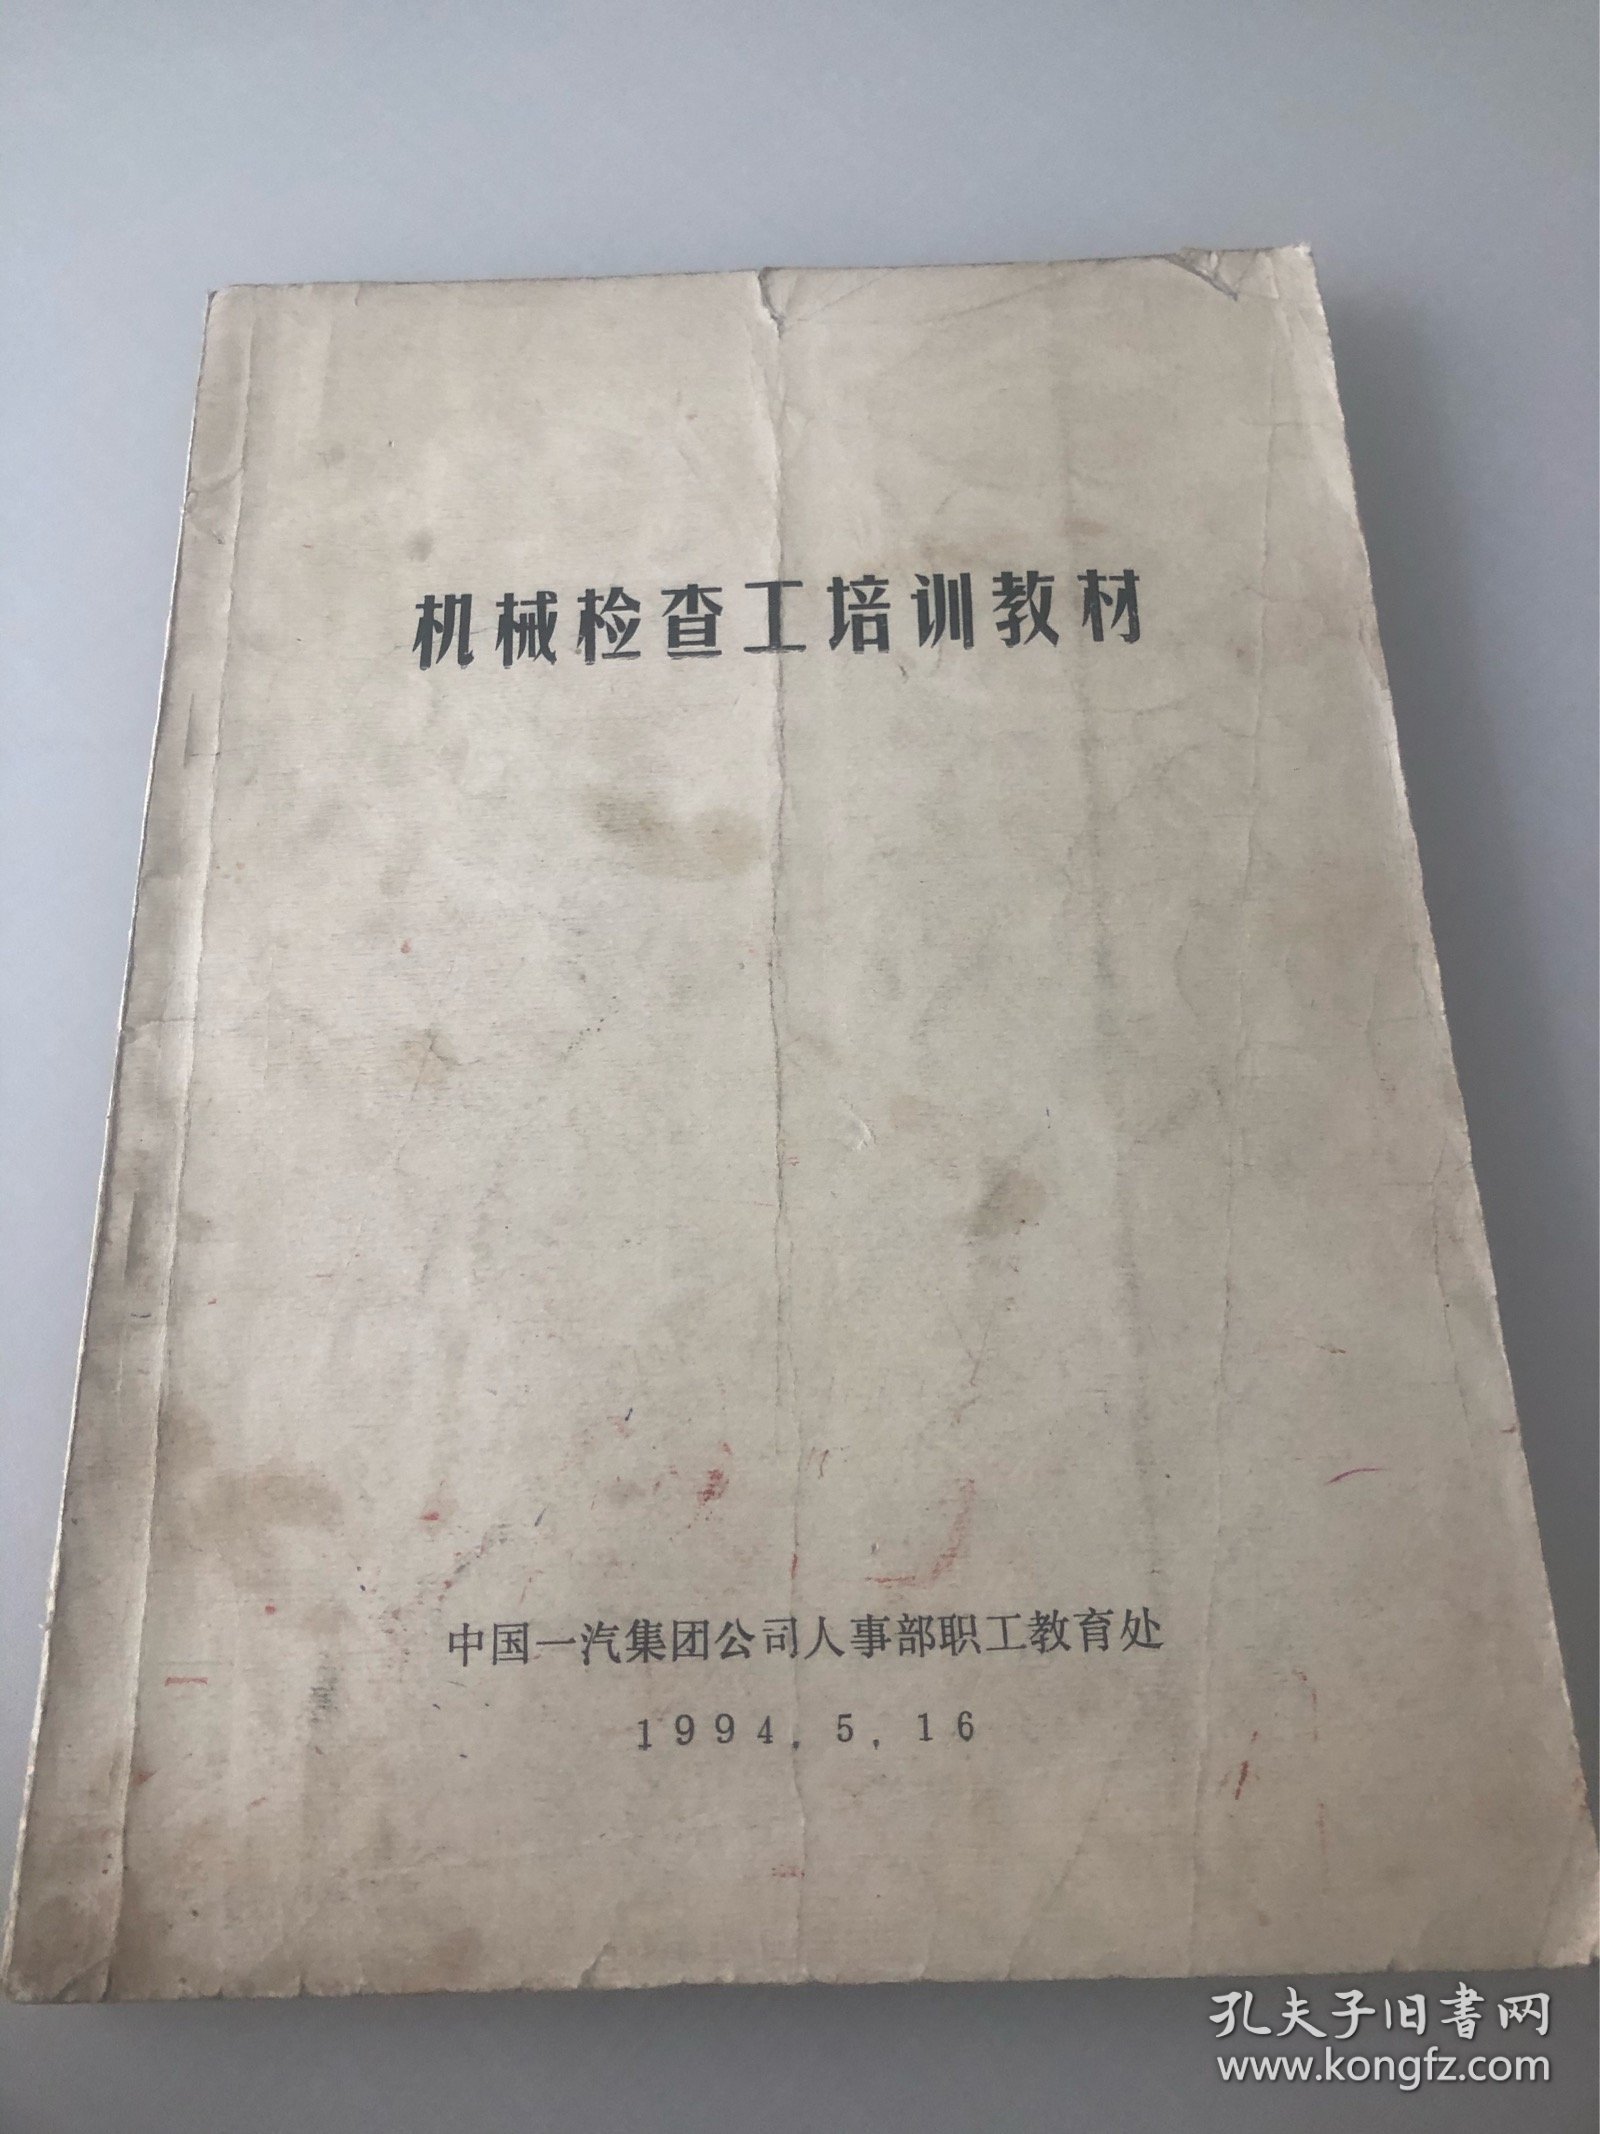 机械检查工培训教材
中国一汽集团公司人事部职工教育处
1994.5.16
孔夫子旧书网
www.kongfz.com